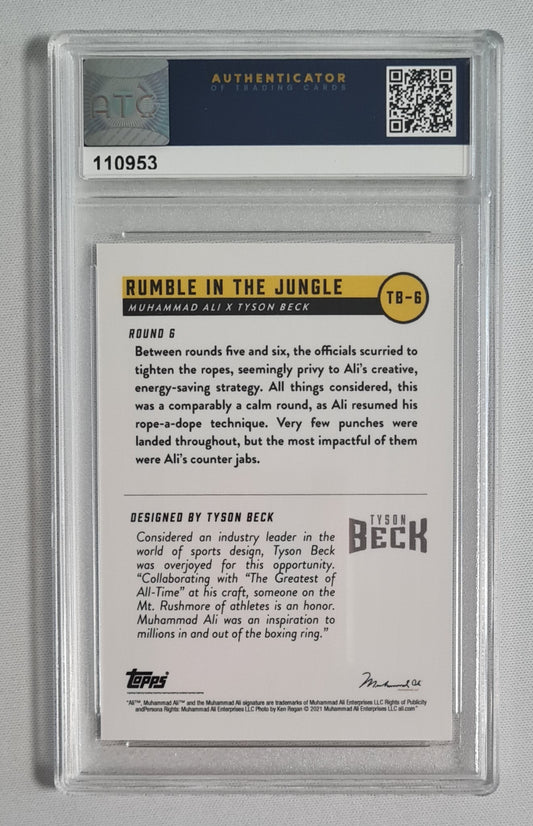 ATC
AUTHENTICATOR
OF TRADING CARDS
110953
RUMBLE IN THE JUNGLE
MUHAMMAD ALI X TYSON BECK
TB-6
ROUND 6
Between rounds five and six, the officials scurried to
tighten the ropes, seemingly privy to Ali's creative,
energy-saving strategy. All things considered, this
was a comparably a calm round, as Ali resumed his
rope-a-dope technique. Very few punches were
landed throughout, but the most impactful of them
were Ali's counter jabs.
DESIGNED BY TYSON BECK
Considered an industry leader in the
world of sports design, Tyson Beck
was overjoyed for this opportunity.
"Collaborating with "The Greatest of
All-Time" at his craft, someone on the
Mt. Rushmore of athletes is an honor.
Muhammad Ali was an inspiration to
millions in and out of the boxing ring."
TYSON
BECK
Topps
Muhammad Ali
"Ali™, Muhammad Ali™ and the Muhammad Ali signature are trademarks of Muhammad Ali Enterprises LLC Rights of Publicity
andPersona Rights: Muhammad Ali Enterprises LLC Photo by Ken Regan © 2021 Muhammad Ali Enterprises LLC ali.com"